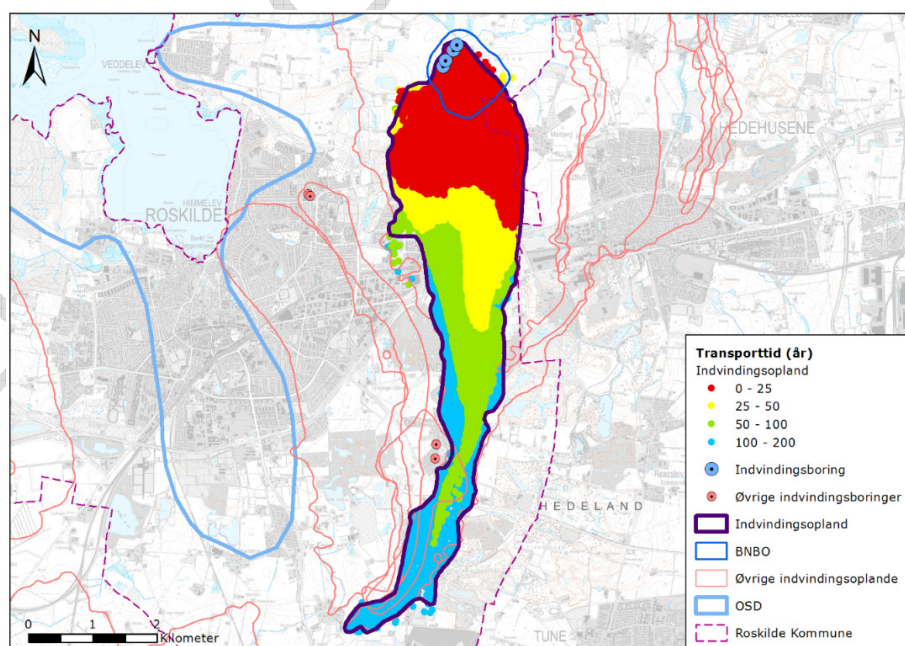 N
VEDDELEV
HIMMELEV
ROSKILDE
HEDEHUSENE
HEDELAND
TUNE
0 1 2
Kilometer
Transporttid (år)
Indvindingsopland
0 - 25
25 - 50
50 - 100
100 - 200
Indvindingsboring
Øvrige indvindingsboringer
Indvindingsopland
BNBO
Øvrige indvindingsoplande
OSD
Roskilde Kommune